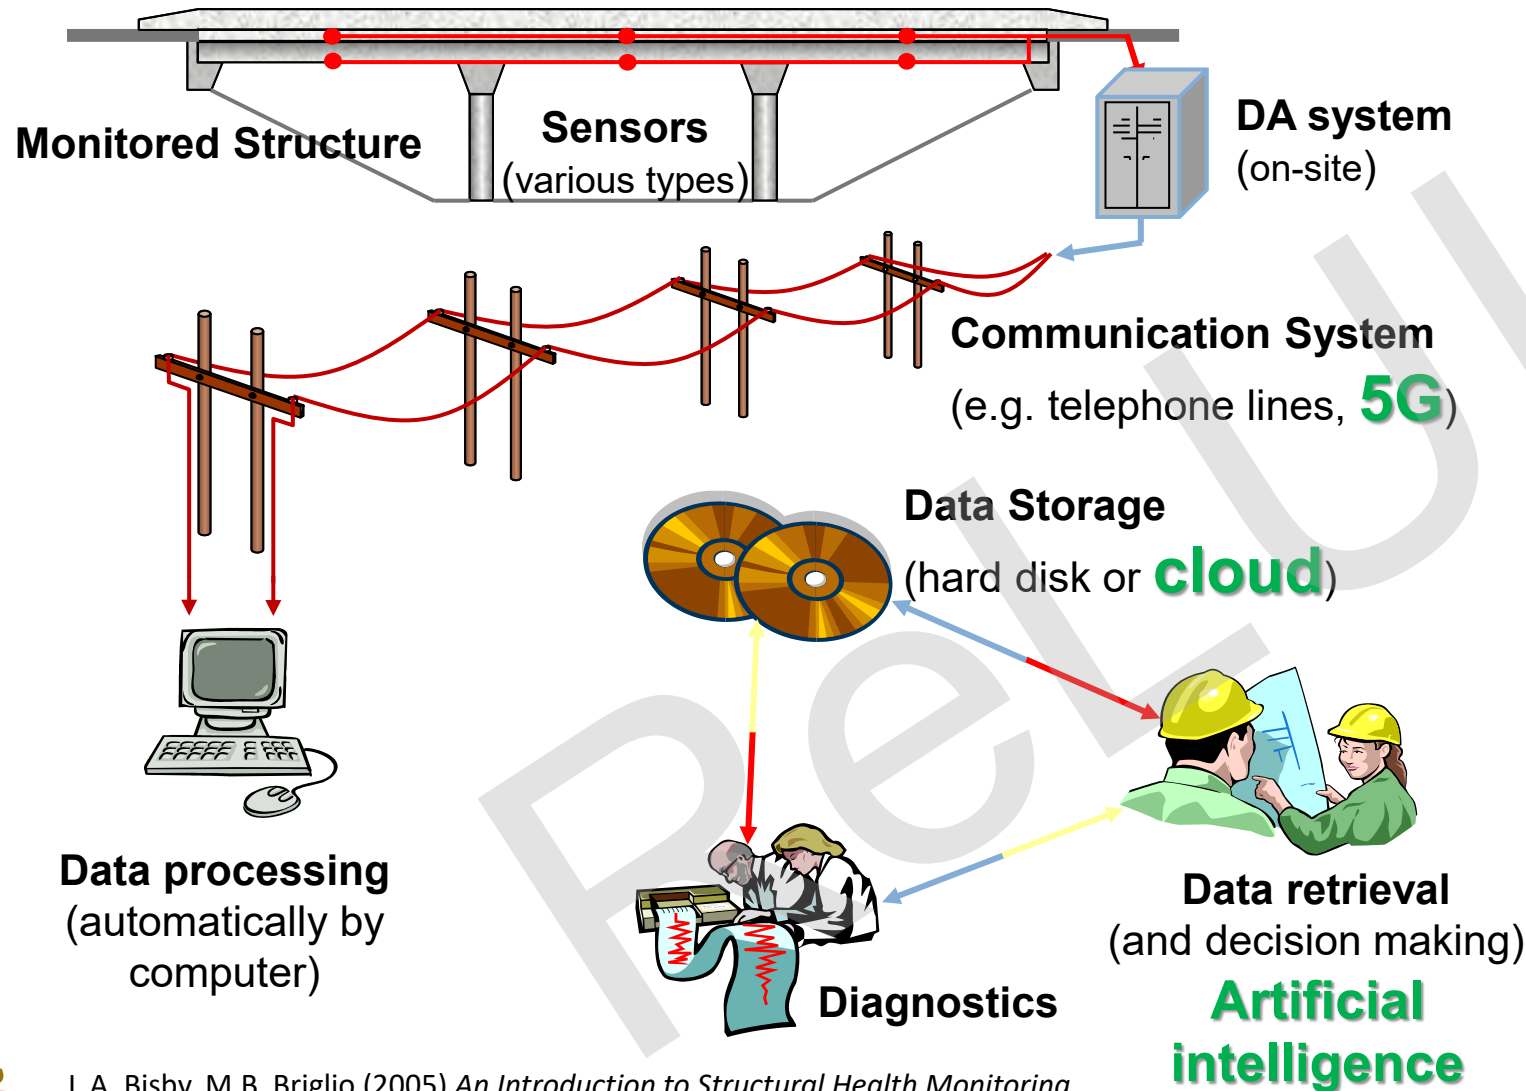 Monitored Structure
Sensors
(various types)
DA system
(on-site)
Communication System
(e.g. telephone lines, 5G)
Data Storage
(hard disk or cloud)
Data processing
(automatically by
computer)
Diagnostics
Data retrieval
(and decision making)
Artificial
intelligence
L.A. Bisby, M.B. Briglio (2005) An Introduction to Structural Health Monitoring